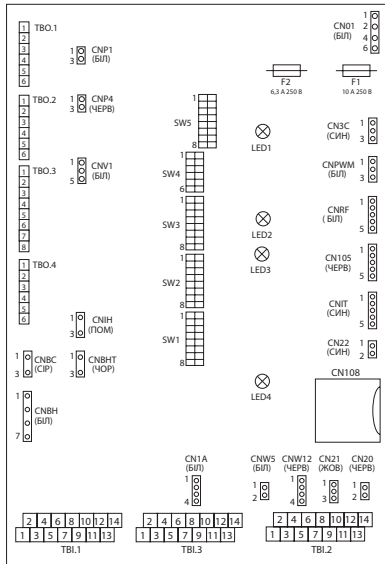 1
2
3
4
5
6
TBO.1
1
3
CNP1
(БІЛ)
1
2
4
6
CN01
(БІЛ)
F2
6,3 A 250 В
F1
10 A 250 В
1
2
3
4
5
6
TBO.2
1
3
CNP4
(ЧЕРВ)
1
8
SW5
LED1
1
3
CN3C
(СИН)
1
2
3
4
5
6
7
8
TBO.3
1
5
CNV1
(БІЛ)
1
6
SW4
1
3
CNPWM
(БІЛ)
1
8
SW3
LED2
1
5
CNRF
( БІЛ)
1
2
3
4
5
6
TBO.4
1
8
SW2
LED3
1
5
CN105
(ЧЕРВ)
1
3
CNIH
(ПОМ)
1
8
SW1
1
5
CNIT
(СИН)
1
3
CNBC
(СІР)
1
3
CNBHT
(ЧОР)
1
2
CN22
(СИН)
1
7
CNBH
(БІЛ)
LED4
CN108
CN1A
(БІЛ)
1
4
CNW5
(БІЛ)
1
2
CNW12
(ЧЕРВ)
1
4
CN21
(ЖОВ)
1
3
CN20
(ЧЕРВ)
1
2
2 4 6 8 10 12 14
1 3 5 7 9 11 13
TBI.1
2 4 6 8 10 12 14
1 3 5 7 9 11 13
TBI.3
2 4 6 8 10 12 14
1 3 5 7 9 11 13
TBI.2